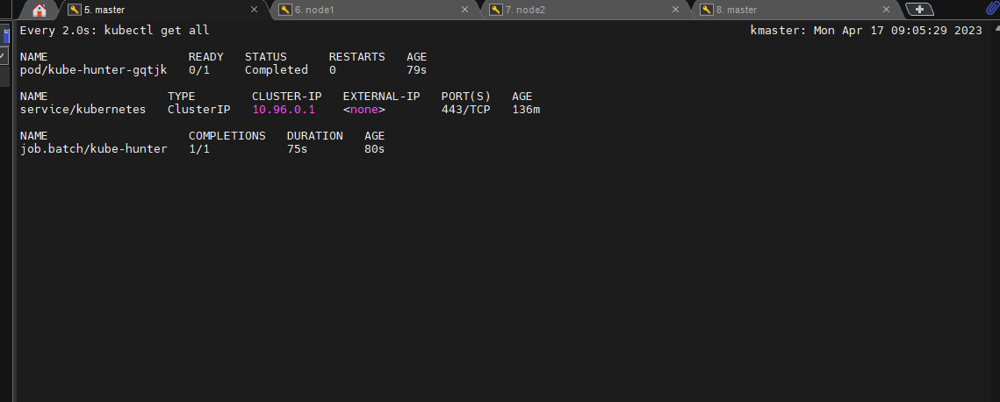 5. master
6. node1
7. node2
8. master
Every 2.0s: kubectl get all kmaster: Mon Apr 17 09:05:29 2023
NAME READY STATUS RESTARTS AGE
pod/kube-hunter-gqtjk 0/1 Completed 0 79s
NAME TYPE CLUSTER-IP EXTERNAL-IP PORT(S) AGE
service/kubernetes ClusterIP 10.96.0.1 <none> 443/TCP 136m
NAME COMPLETIONS DURATION AGE
job.batch/kube-hunter 1/1 75s 80s